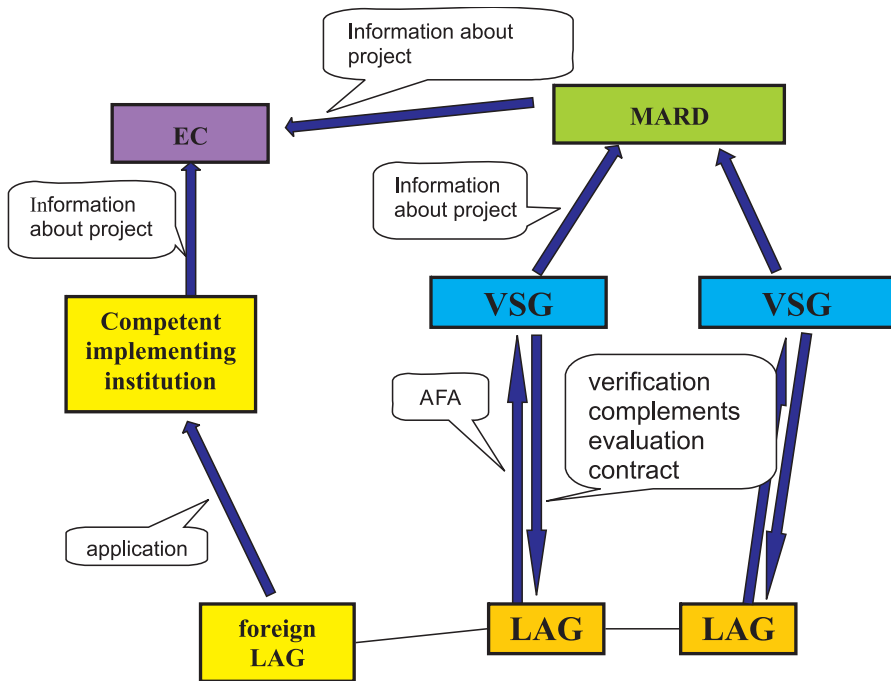 Information about
project
EC
MARD
Information
about project
Information
about project
VSG
VSG
Competent
implementing
institution
AFA
verification
complements
evaluation
contract
application
foreign
LAG
LAG
LAG